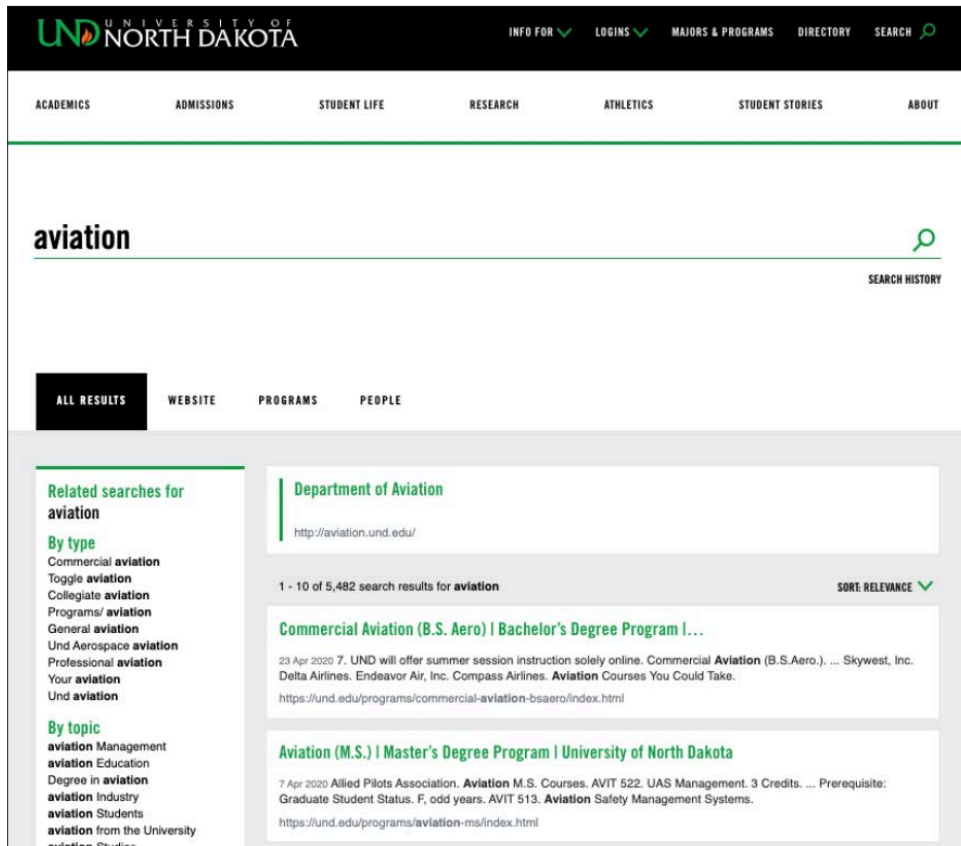 UND UNIVERSITY OF
NORTH DAKOTA
INFO FOR LOGINS MAJORS & PROGRAMS DIRECTORY SEARCH
ACADEMICS ADMISSIONS STUDENT LIFE RESEARCH ATHLETICS STUDENT STORIES ABOUT
aviation
SEARCH HISTORY
ALL RESULTS WEBSITE PROGRAMS PEOPLE
Related searches for
aviation
By type
Commercial aviation
Toggle aviation
Collegiate aviation
Programs/ aviation
General aviation
Und Aerospace aviation
Professional aviation
Your aviation
Und aviation
By topic
aviation Management
aviation Education
Degree in aviation
aviation Industry
aviation Students
aviation from the University
aviation Studies
Department of Aviation
http://aviation.und.edu/
1 - 10 of 5,482 search results for aviation
SORT: RELEVANCE
Commercial Aviation (B.S. Aero) | Bachelor's Degree Program |...
23 Apr 2020 7. UND will offer summer session instruction solely online. Commercial Aviation (B.S.Aero.). ... Skywest, Inc.
Delta Airlines. Endeavor Air, Inc. Compass Airlines. Aviation Courses You Could Take.
https://und.edu/programs/commercial-aviation-bsaero/index.html
Aviation (M.S.) | Master's Degree Program | University of North Dakota
7 Apr 2020 Allied Pilots Association. Aviation M.S. Courses. AVIT 522. UAS Management. 3 Credits. ... Prerequisite:
Graduate Student Status. F, odd years. AVIT 513. Aviation Safety Management Systems.
https://und.edu/programs/aviation-ms/index.html